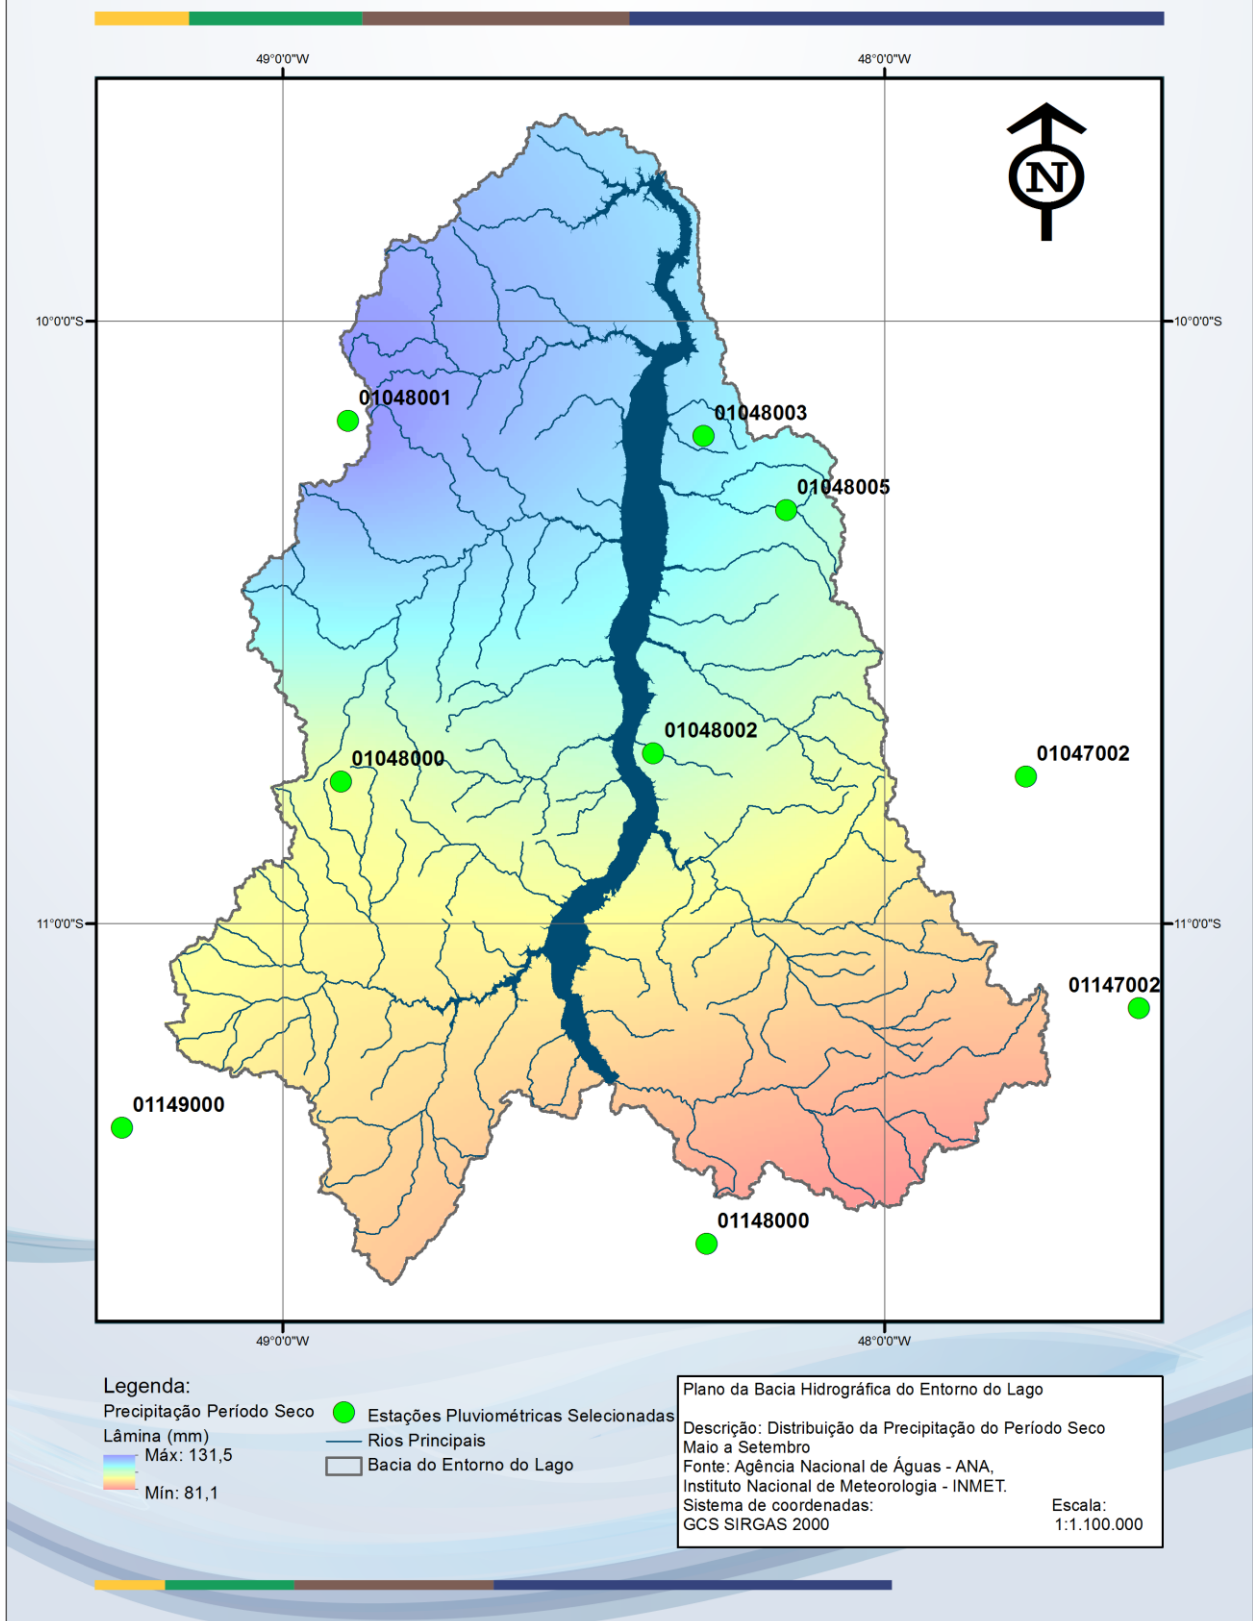 49°0'0"W
48°0'0"W
N
10°0'0"S
10°0'0"S
01048001
01048003
01048005
01048002
01048000
01047002
11°0'0"S
11°0'0"S
01147002
01149000
01148000
49°0'0"W
48°0'0"W
Legenda:
Precipitação Período Seco
Lâmina (mm)
Máx: 131,5
Mín: 81,1
Estações Pluviométricas Selecionadas
Rios Principais
Bacia do Entorno do Lago
Plano da Bacia Hidrográfica do Entorno do Lago
Descrição: Distribuição da Precipitação do Período Seco
Maio a Setembro
Fonte: Agência Nacional de Águas - ANA,
Instituto Nacional de Meteorologia - INMET.
Sistema de coordenadas:
GCS SIRGAS 2000
Escala:
1:1.100.000